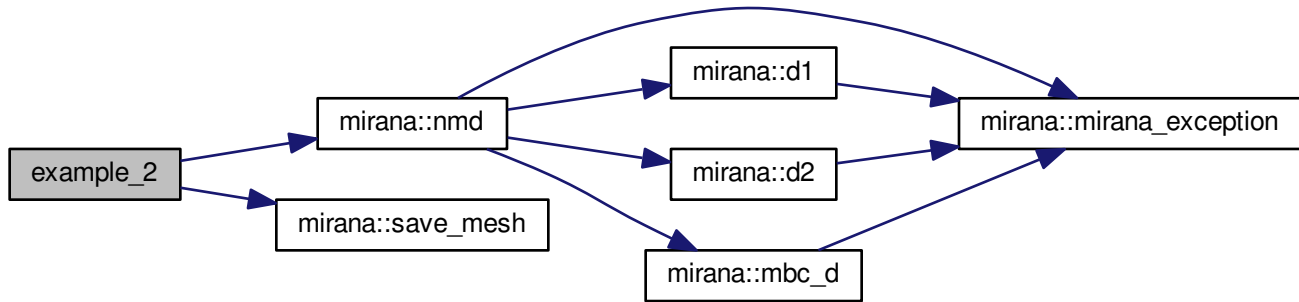 example_2
mirana::nmd
mirana::save_mesh
mirana::d1
mirana::d2
mirana::mbc_d
mirana::mirana_exception